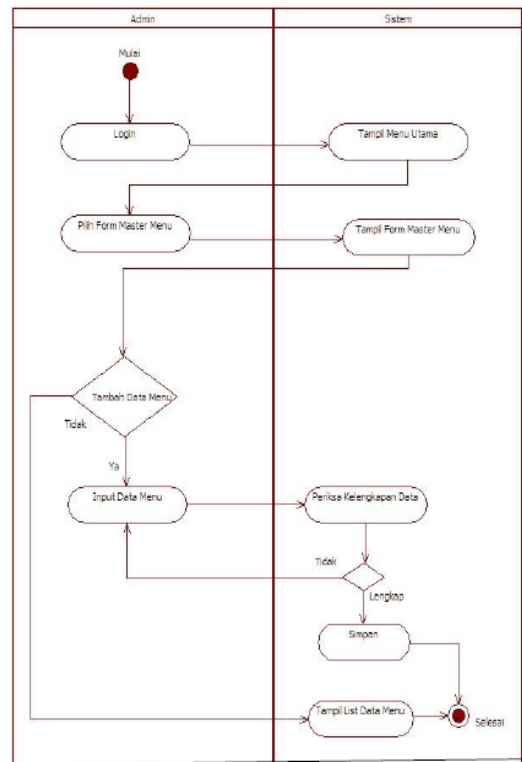 Admin
Sistem
Mulai
Login
Tampil Menu Utama
Pilih Form Master Menu
Tampil Form Master Menu
Tambah Data Menu
Tidak
Ya
Input Data Menu
Periksa Kelengkapan Data
Tidak
Lengkap
Simpan
Tampil List Data Menu
Selesai